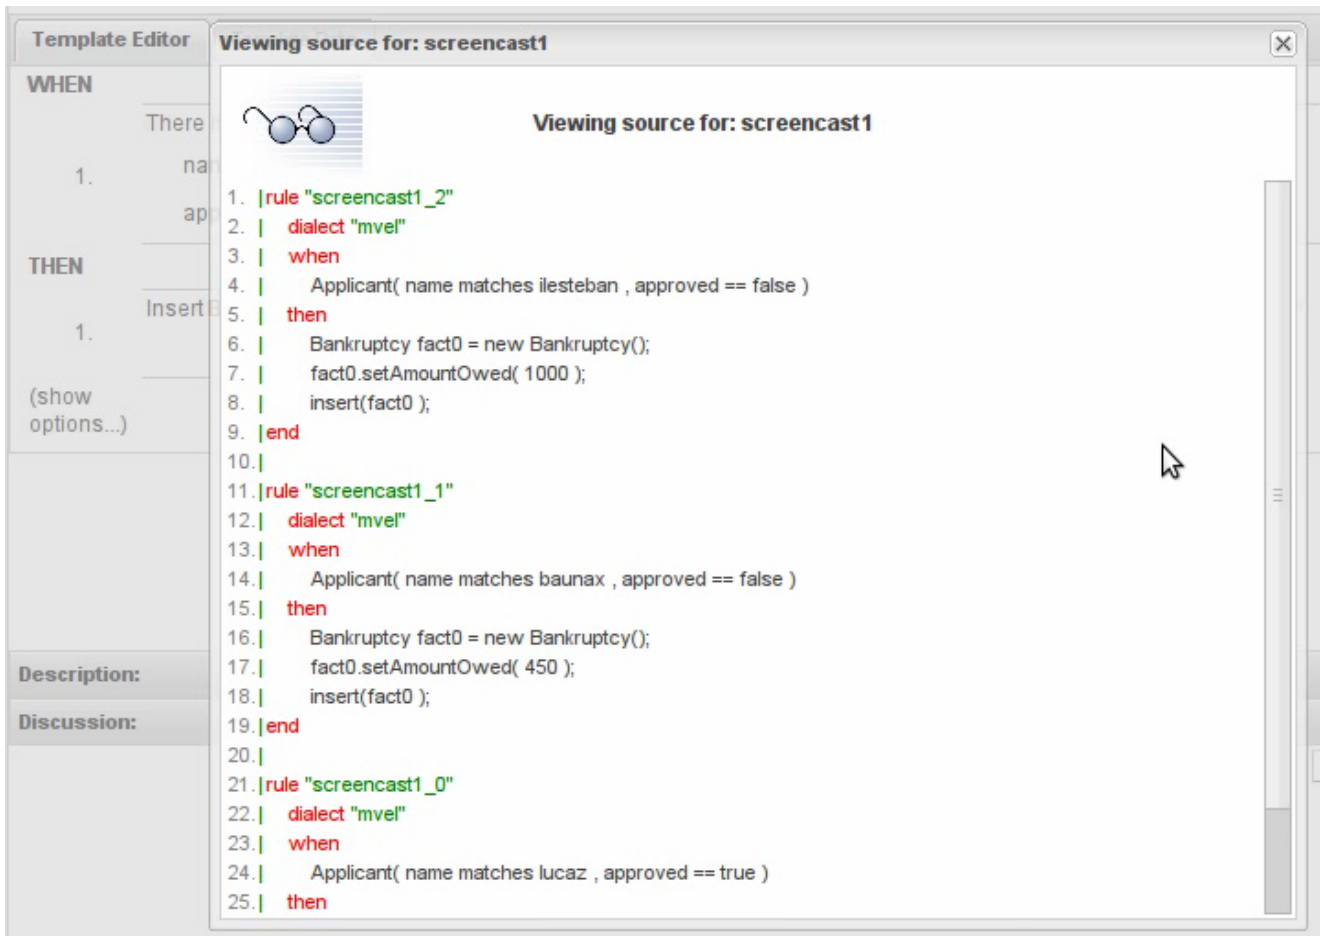 Template Editor
Viewing source for: screencast1
WHEN
There
1.
nam
app
THEN
Insert B
1.
(show
options...)
Description:
Discussion:
Viewing source for: screencast1
1. |rule "screencast1_2"
2. | dialect "mvel"
3. | when
4. | Applicant( name matches ilesteban , approved == false )
5. | then
6. | Bankruptcy fact0 = new Bankruptcy();
7. | fact0.setAmountOwed( 1000 );
8. | insert(fact0 );
9. |end
10.|
11.|rule "screencast1_1"
12.| dialect "mvel"
13.| when
14.| Applicant( name matches baunax , approved == false )
15.| then
16.| Bankruptcy fact0 = new Bankruptcy();
17.| fact0.setAmountOwed( 450 );
18.| insert(fact0 );
19.|end
20.|
21.|rule "screencast1_0"
22.| dialect "mvel"
23.| when
24.| Applicant( name matches lucaz , approved == true )
25.| then